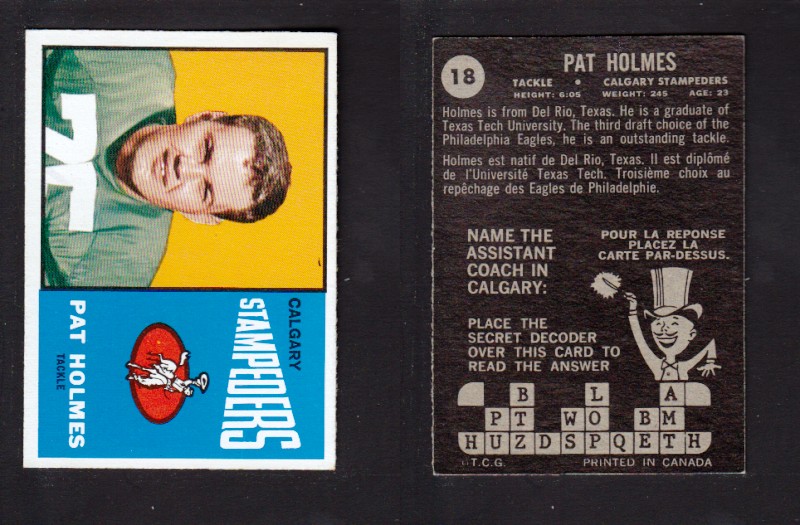 7
CALGARY
STAMPEDERS
PAT HOLMES
TACKLE
18
PAT HOLMES
TACKLE • CALGARY STAMPEDERS
HEIGHT: 6:05 WEIGHT: 245 AGE: 23
Holmes is from Del Rio, Texas. He is a graduate of
Texas Tech University. The third draft choice of the
Philadelphia Eagles, he is an outstanding tackle.
Holmes est natif de Del Rio, Texas. Il est diplômé
de l'Université Texas Tech. Troisième choix au
repêchage des Eagles de Philadelphie.
NAME THE
ASSISTANT
COACH IN
CALGARY:
POUR LA REPONSE
PLACEZ LA
CARTE PAR-DESSUS.
PLACE THE
SECRET DECODER
OVER THIS CARD TO
READ THE ANSWER
B L A
P T W O B M
H U Z D S P Q E T H
T.C.G. PRINTED IN CANADA